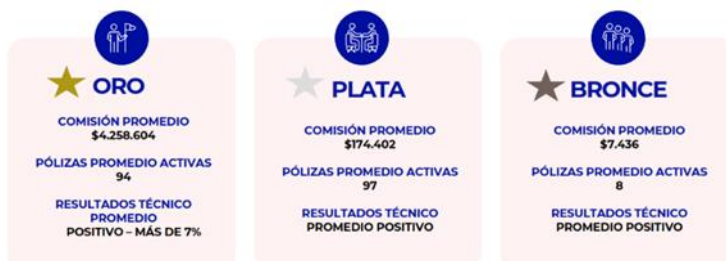 ORO
COMISIÓN PROMEDIO
$4.258.604
PÓLIZAS PROMEDIO ACTIVAS
94
RESULTADOS TÉCNICO
PROMEDIO
POSITIVO – MÁS DE 7%
PLATA
COMISIÓN PROMEDIO
$174.402
PÓLIZAS PROMEDIO ACTIVAS
97
RESULTADOS TÉCNICO
PROMEDIO POSITIVO
BRONCE
COMISIÓN PROMEDIO
$7.436
PÓLIZAS PROMEDIO ACTIVAS
8
RESULTADOS TÉCNICO
PROMEDIO POSITIVO